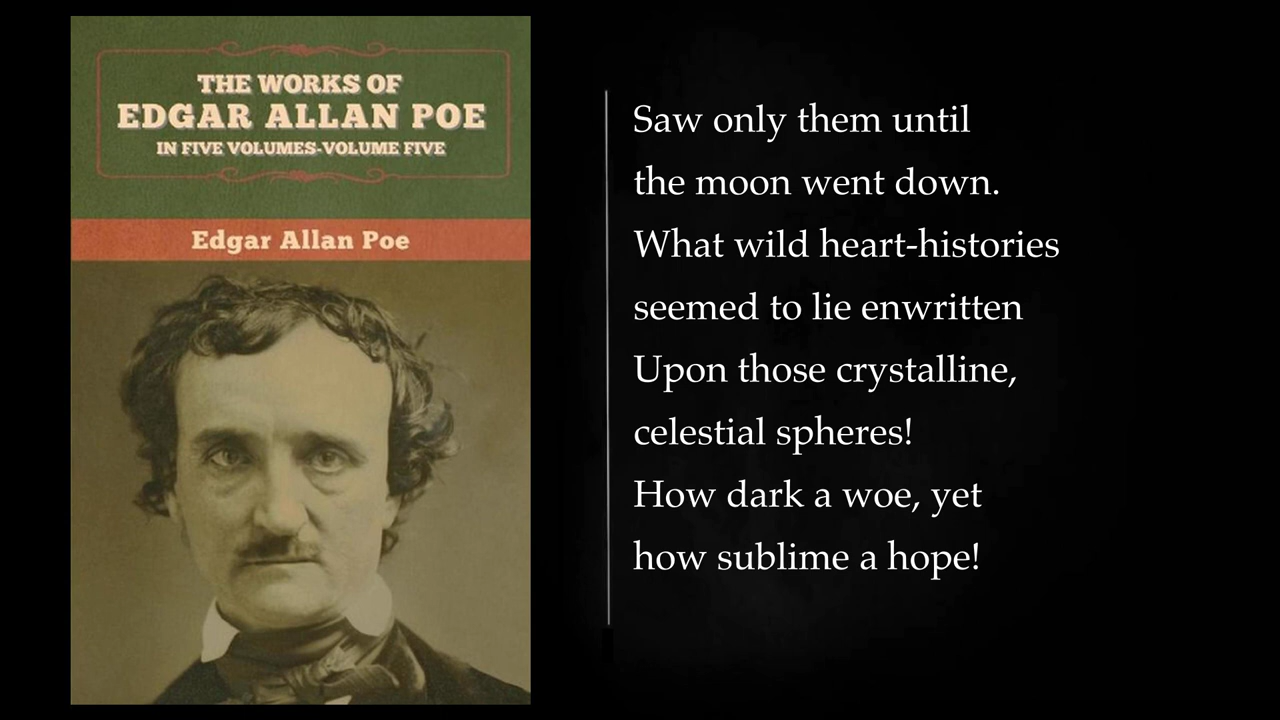 THE WORKS OF
EDGAR ALLAN POE
IN FIVE VOLUMES-VOLUME FIVE
Edgar Allan Poe
Saw only them until
the moon went down.
What wild heart-histories
seemed to lie enwritten
Upon those crystalline,
celestial spheres!
How dark a woe, yet
how sublime a hope!